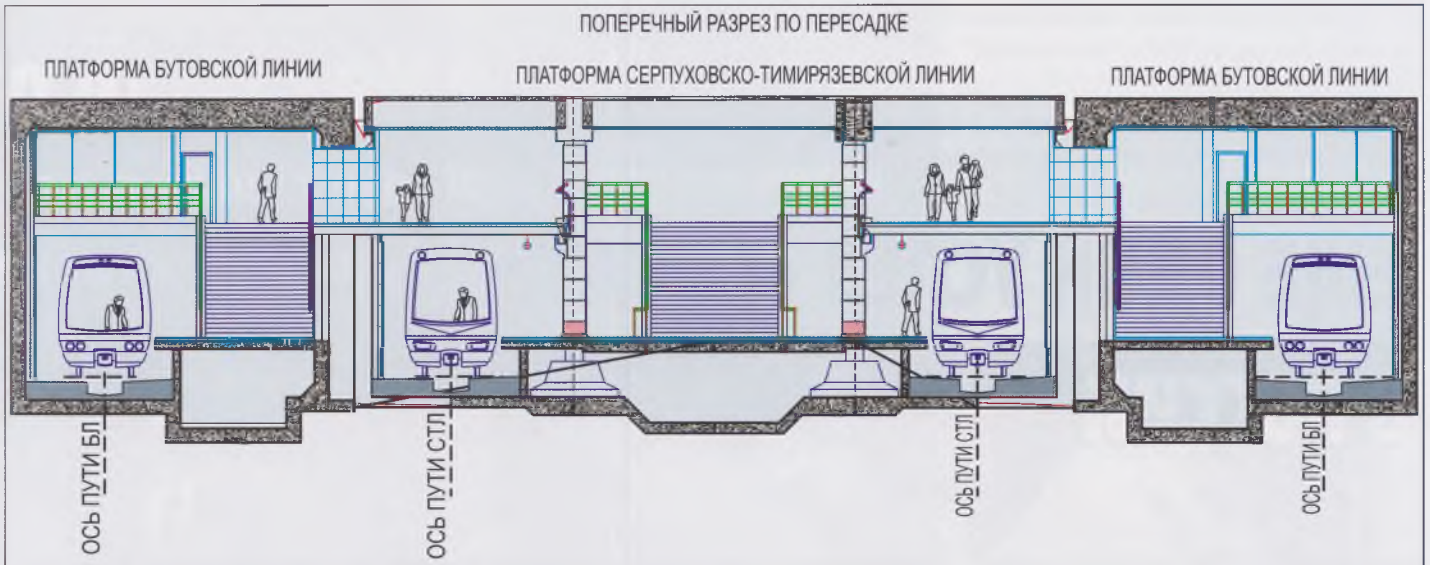 ПОПЕРЕЧНЫЙ РАЗРЕЗ ПО ПЕРЕСАДКЕ
ПЛАТФОРМА БУТОВСКОЙ ЛИНИИ
ПЛАТФОРМА СЕРПУХОВСКО-ТИМИРЯЗЕВСКОЙ ЛИНИИ
ПЛАТФОРМА БУТОВСКОЙ ЛИНИИ
ОСЬ ПУТИ БЛ
ОСЬ ПУТИ СТЛ
ОСЬ ПУТИ СТЛ
ОСЬ ПУТИ БЛ